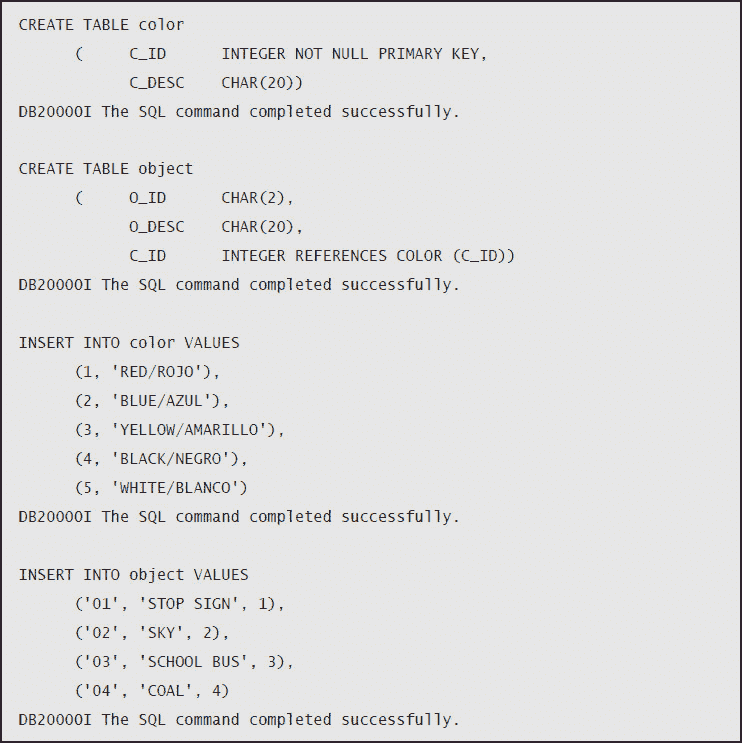 CREATE TABLE color
( C_ID INTEGER NOT NULL PRIMARY KEY,
C_DESC CHAR(20))
DB20000I The SQL command completed successfully.
CREATE TABLE object
( O_ID CHAR(2),
O_DESC CHAR(20),
C_ID INTEGER REFERENCES COLOR (C_ID))
DB20000I The SQL command completed successfully.
INSERT INTO color VALUES
(1, 'RED/ROJO'),
(2, 'BLUE/AZUL'),
(3, 'YELLOW/AMARILLO'),
(4, 'BLACK/NEGRO'),
(5, 'WHITE/BLANCO')
DB20000I The SQL command completed successfully.
INSERT INTO object VALUES
('01', 'STOP SIGN', 1),
('02', 'SKY', 2),
('03', 'SCHOOL BUS', 3),
('04', 'COAL', 4)
DB20000I The SQL command completed successfully.